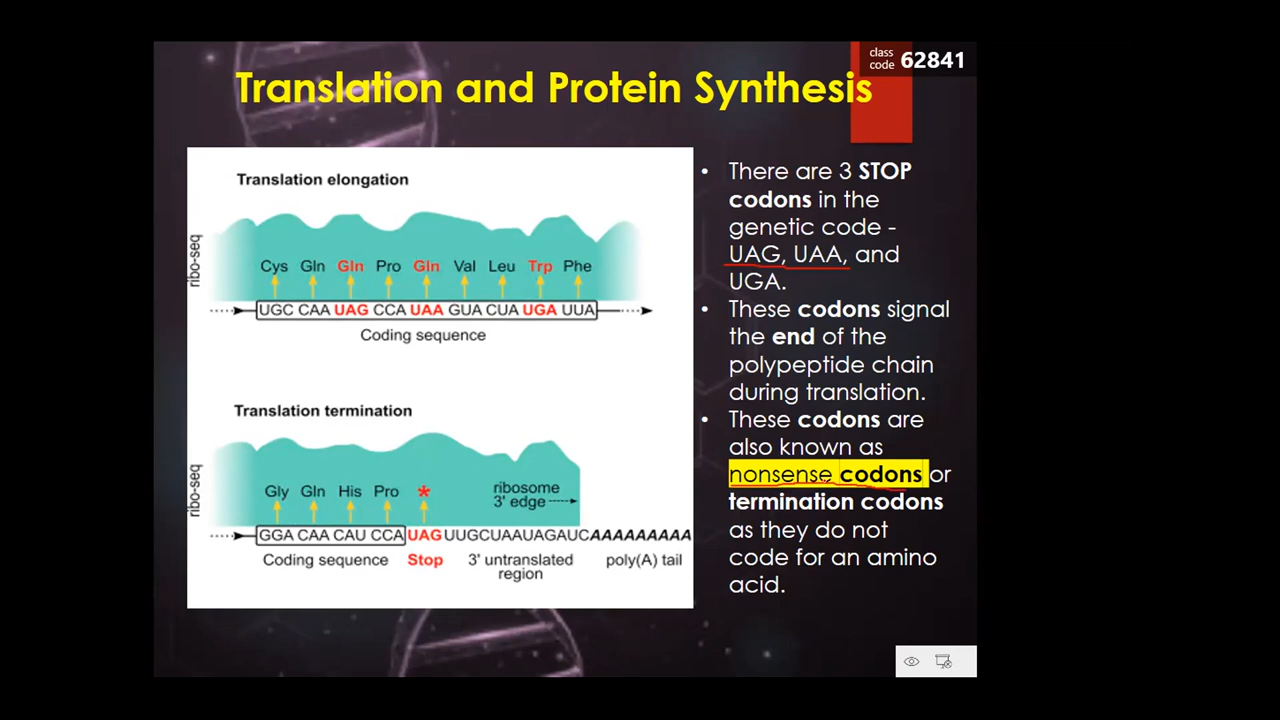 class
code 62841
Translation and Protein Synthesis
Translation elongation
ribo-seq
Cys Gln Gln Pro Gln Val Leu Trp Phe
UGC CAA UAG CCA UAA GUA CUA UGA UUA
Coding sequence
Translation termination
ribo-seq
Gly Gln His Pro *
ribosome
3' edge
GGA CAA CAU CCA UAG UUGCUAAUAGAUCAAAAAAAAA
Coding sequence Stop 3' untranslated
region
poly(A) tail
• There are 3 STOP
codons in the
genetic code -
UAG, UAA, and
UGA.
• These codons signal
the end of the
polypeptide chain
during translation.
• These codons are
also known as
nonsense codons or
termination codons
as they do not
code for an amino
acid.